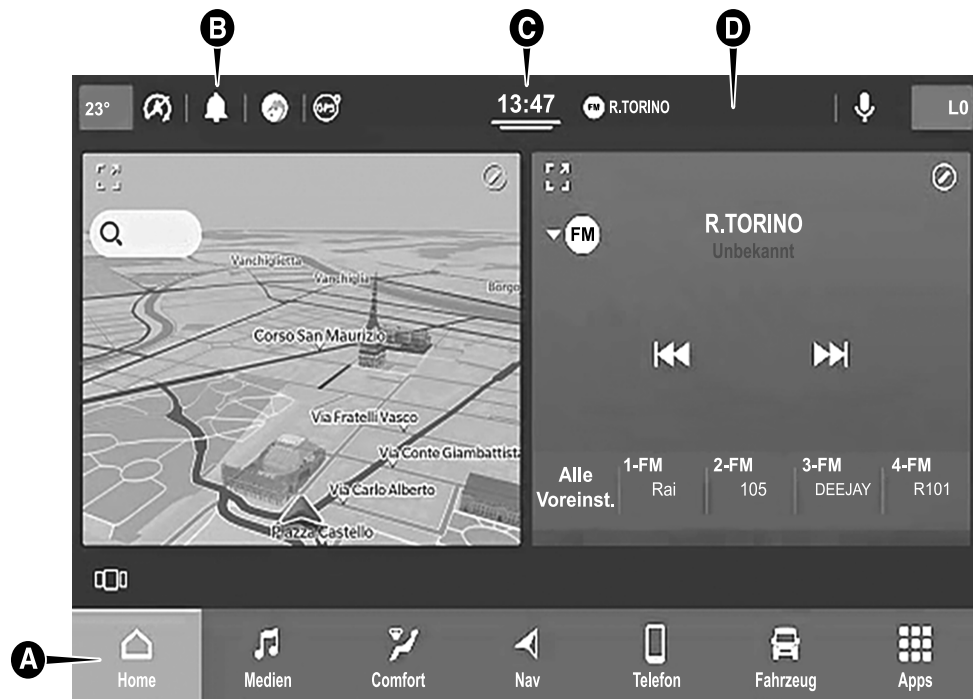 B C D
23° GPS 13:47 FM R.TORINO L0
FM R.TORINO
Unbekannt
Vanchiglietta
Vanchiglia
Borgo
Corso San Maurizio
Via Fratelli Vasco
Via Conte Giambattista
Via Carlo Alberto
Piazza Castello
Alle
Voreinst.
1-FM
Rai
2-FM
105
3-FM
DEEJAY
4-FM
R101
A
Home Medien Comfort Nav Telefon Fahrzeug Apps